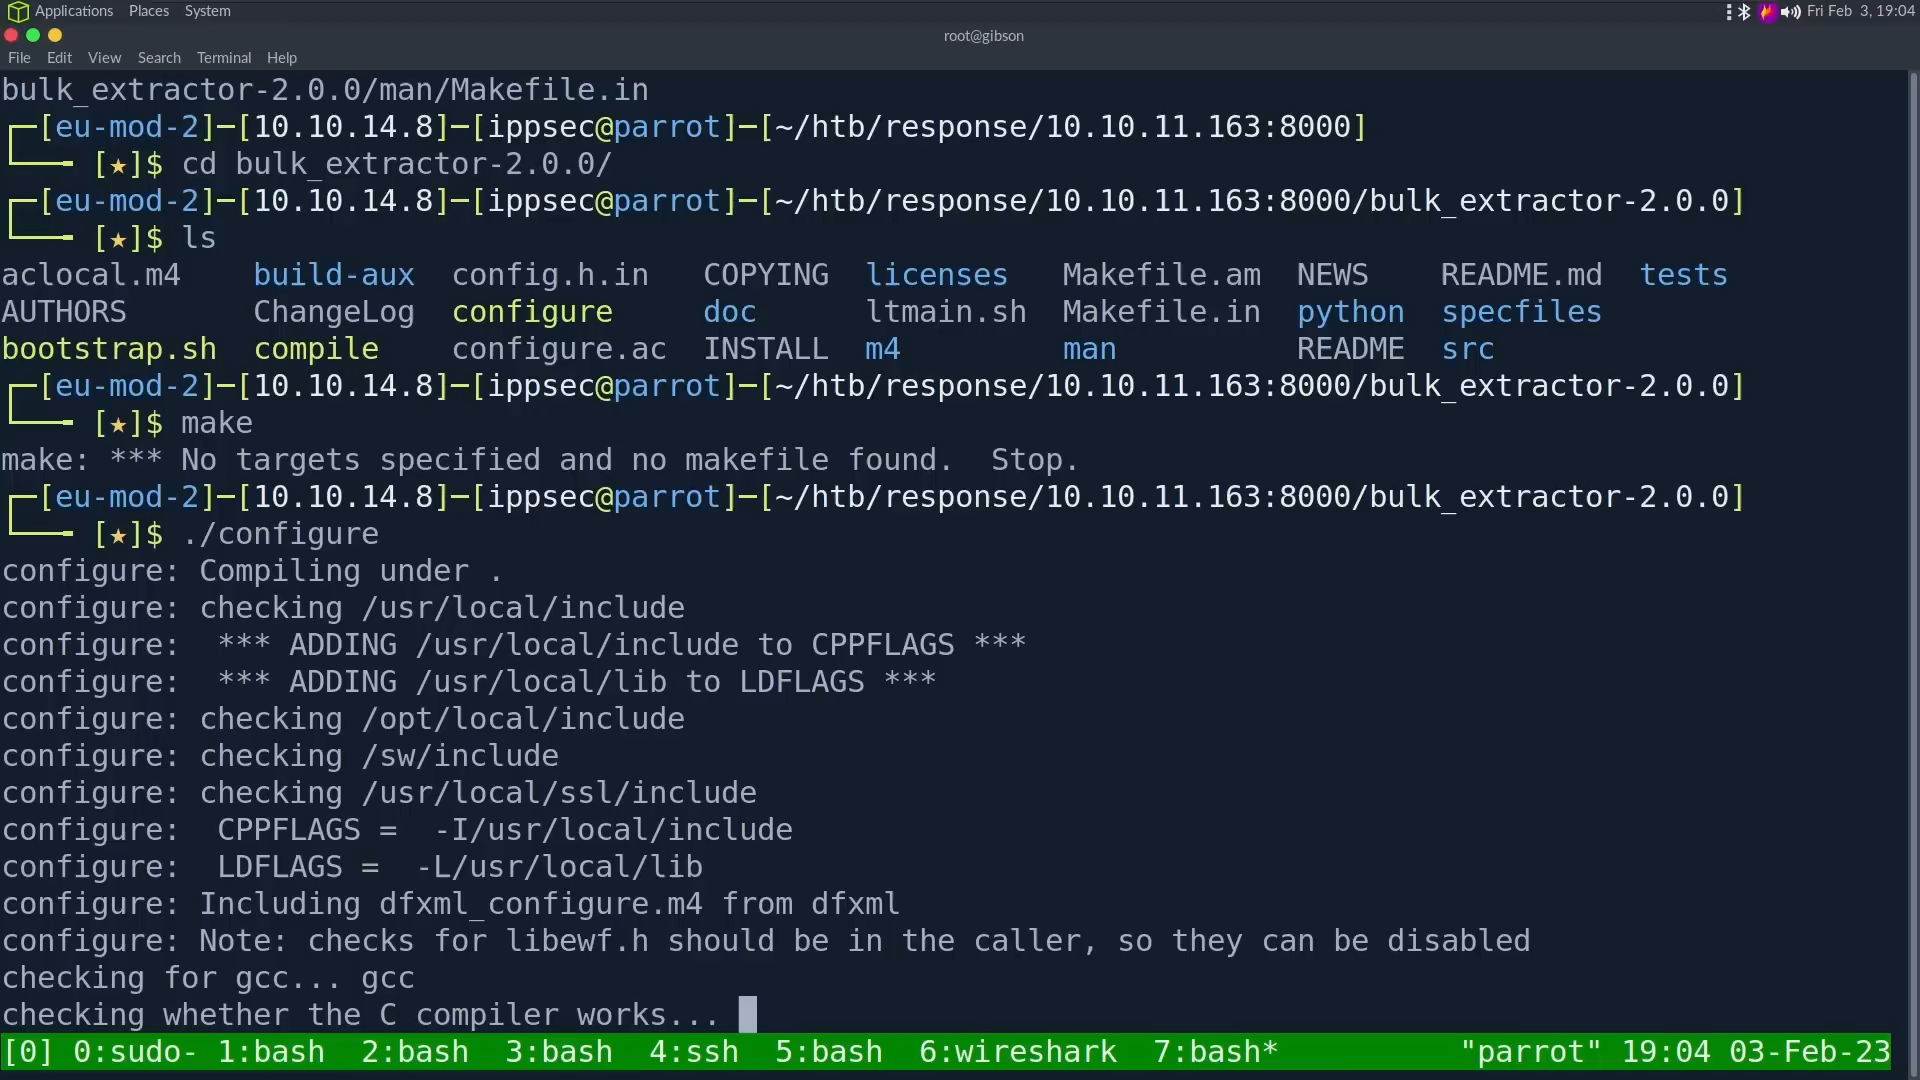 Applications Places System Fri Feb 3, 19:04
root@gibson
File Edit View Search Terminal Help
bulk_extractor-2.0.0/man/Makefile.in
┌─[eu-mod-2]─[10.10.14.8]─[ippsec@parrot]─[~/htb/response/10.10.11.163:8000]
└──╼ [★]$ cd bulk_extractor-2.0.0/
┌─[eu-mod-2]─[10.10.14.8]─[ippsec@parrot]─[~/htb/response/10.10.11.163:8000/bulk_extractor-2.0.0]
└──╼ [★]$ ls
aclocal.m4 build-aux config.h.in COPYING licenses Makefile.am NEWS README.md tests
AUTHORS ChangeLog configure doc ltmain.sh Makefile.in python specfiles
bootstrap.sh compile configure.ac INSTALL m4 man README src
┌─[eu-mod-2]─[10.10.14.8]─[ippsec@parrot]─[~/htb/response/10.10.11.163:8000/bulk_extractor-2.0.0]
└──╼ [★]$ make
make: *** No targets specified and no makefile found.  Stop.
┌─[eu-mod-2]─[10.10.14.8]─[ippsec@parrot]─[~/htb/response/10.10.11.163:8000/bulk_extractor-2.0.0]
└──╼ [★]$ ./configure
configure: Compiling under .
configure: checking /usr/local/include
configure:  *** ADDING /usr/local/include to CPPFLAGS ***
configure:  *** ADDING /usr/local/lib to LDFLAGS ***
configure: checking /opt/local/include
configure: checking /sw/include
configure: checking /usr/local/ssl/include
configure:  CPPFLAGS =  -I/usr/local/include
configure:  LDFLAGS =  -L/usr/local/lib
configure: Including dfxml_configure.m4 from dfxml
configure: Note: checks for libewf.h should be in the caller, so they can be disabled
checking for gcc... gcc
checking whether the C compiler works...
[0] 0:sudo- 1:bash  2:bash  3:bash  4:ssh  5:bash  6:wireshark  7:bash* "parrot" 19:04 03-Feb-23